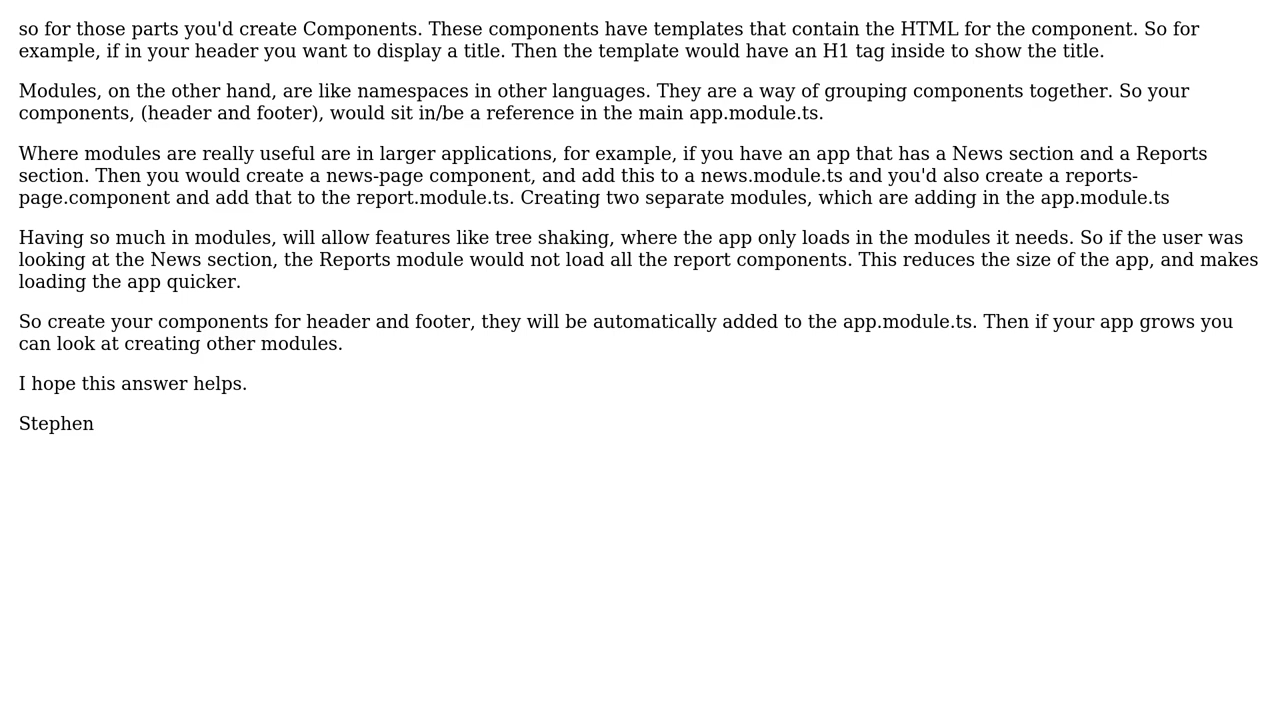 so for those parts you'd create Components. These components have templates that contain the HTML for the component. So for
example, if in your header you want to display a title. Then the template would have an H1 tag inside to show the title.
Modules, on the other hand, are like namespaces in other languages. They are a way of grouping components together. So your
components, (header and footer), would sit in/be a reference in the main app.module.ts.
Where modules are really useful are in larger applications, for example, if you have an app that has a News section and a Reports
section. Then you would create a news-page component, and add this to a news.module.ts and you'd also create a reports-
page.component and add that to the report.module.ts. Creating two separate modules, which are adding in the app.module.ts
Having so much in modules, will allow features like tree shaking, where the app only loads in the modules it needs. So if the user was
looking at the News section, the Reports module would not load all the report components. This reduces the size of the app, and makes
loading the app quicker.
So create your components for header and footer, they will be automatically added to the app.module.ts. Then if your app grows you
can look at creating other modules.
I hope this answer helps.
Stephen